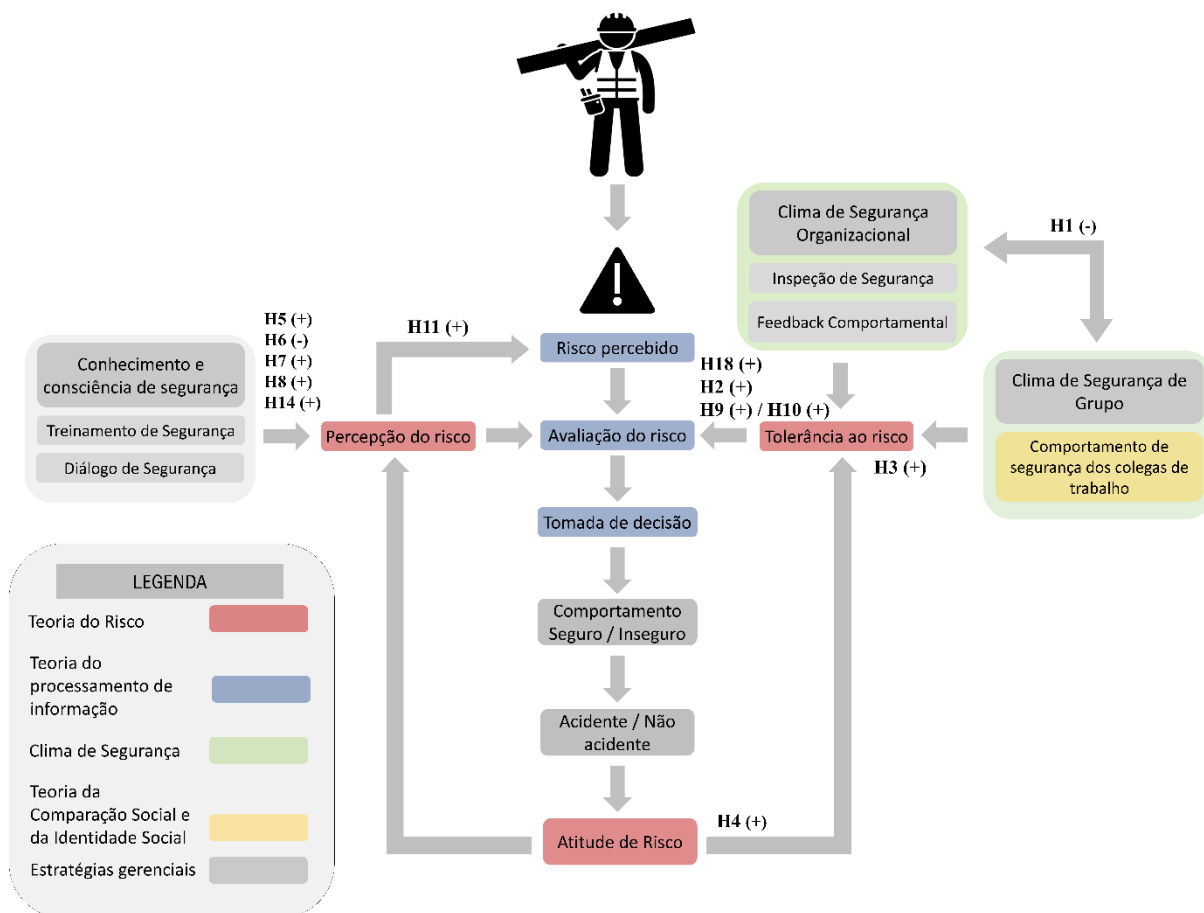 Clima de Segurança
Organizacional
Inspeção de Segurança
Feedback Comportamental
H1 (-)
H5 (+)
H6 (-)
H7 (+)
H8 (+)
H14 (+)
H11 (+)
Risco percebido
H18 (+)
H2 (+)
H9 (+) / H10 (+)
Conhecimento e
consciência de segurança
Treinamento de Segurança
Diálogo de Segurança
Percepção do risco
Avaliação do risco
Tolerância ao risco
H3 (+)
Clima de Segurança de
Grupo
Comportamento de
segurança dos colegas de
trabalho
Tomada de decisão
Comportamento
Seguro / Inseguro
Acidente / Não
acidente
Atitude de Risco
H4 (+)
LEGENDA
Teoria do Risco
Teoria do
processamento de
informação
Clima de Segurança
Teoria da
Comparação Social e
da Identidade Social
Estratégias gerenciais